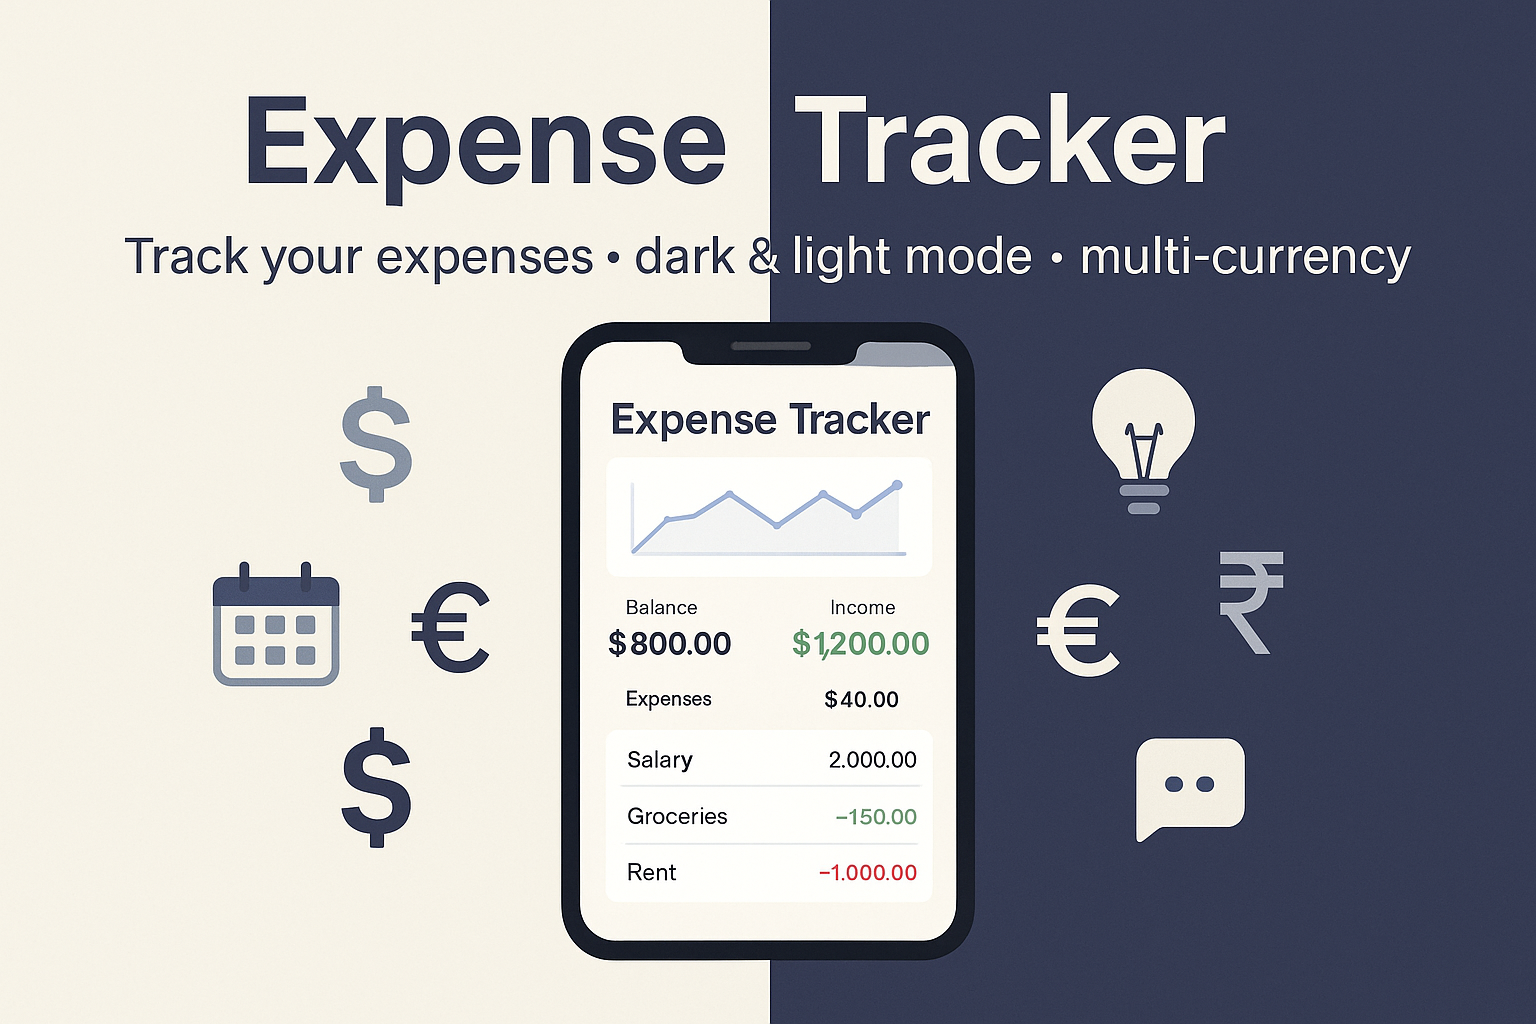 Expense Tracker
Track your expenses • dark & light mode • multi-currency
$
€
$
Expense Tracker
Balance Income
$800.00 $1,200.00
Expenses $40.00
Salary 2.000.00
Groceries −150.00
Rent −1.000.00
€
₹